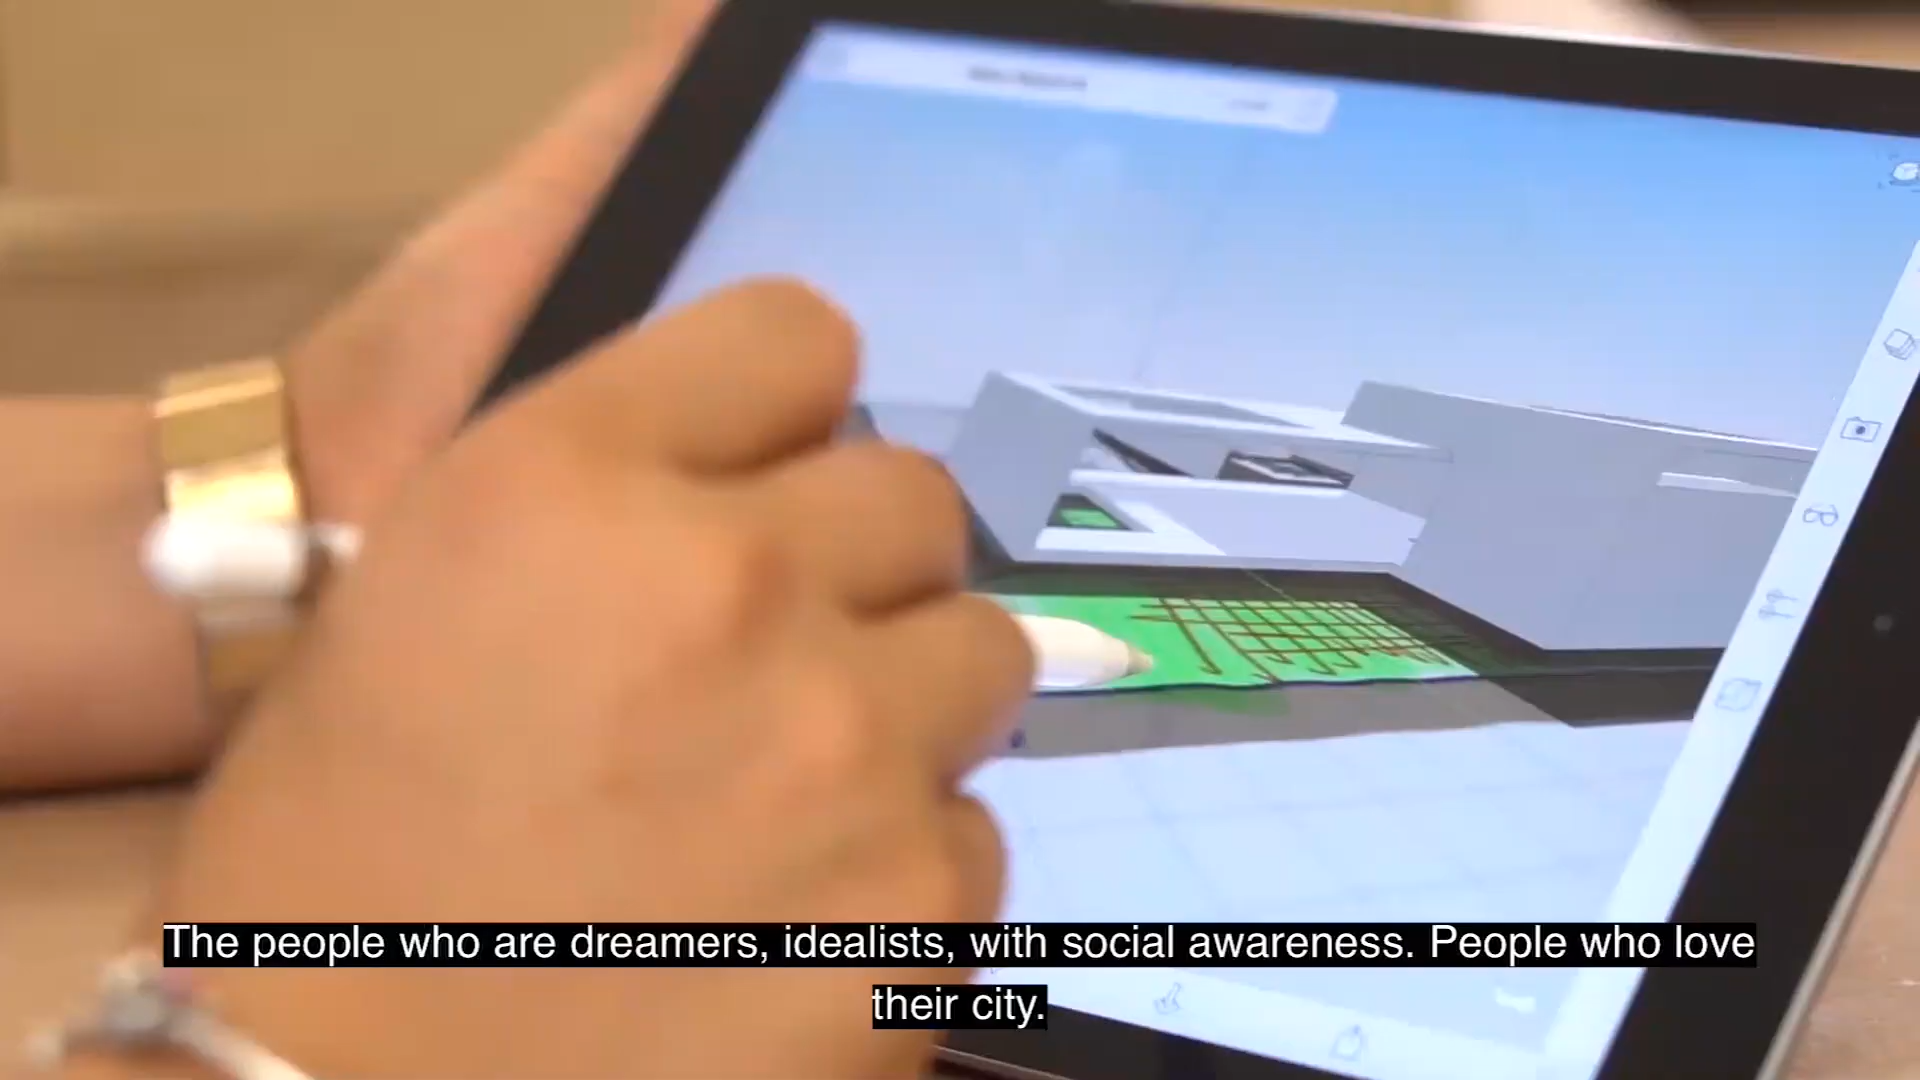 The people who are dreamers, idealists, with social awareness. People who love
their city.